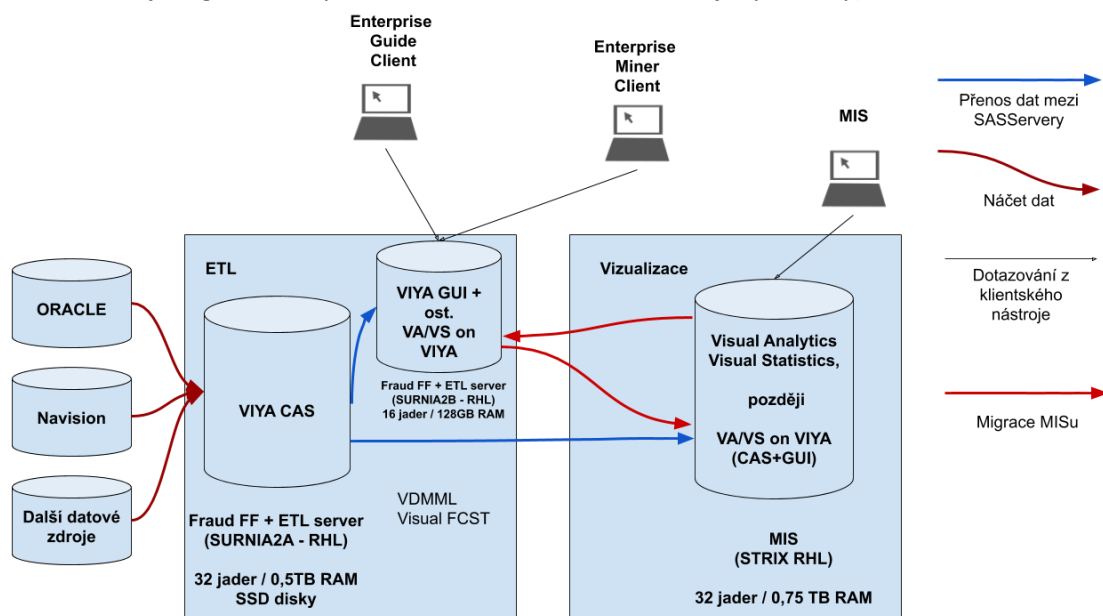 Enterprise
Guide
Client
Enterprise
Miner
Client
MIS
Přenos dat mezi
SASServery
Náčet dat
Dotazování z
klientského
nástroje
Migrace MISu
ORACLE
Navision
Další datové
zdroje
ETL
VIYA CAS
VIYA GUI +
ost.
VA/VS on
VIYA
Fraud FF + ETL server
(SURNIA2B - RHL)
16 jader / 128GB RAM
VDMML
Visual FCST
Fraud FF + ETL server
(SURNIA2A - RHL)
32 jader / 0,5TB RAM
SSD disky
Vizualizace
Visual Analytics
Visual Statistics,
později
VA/VS on VIYA
(CAS+GUI)
MIS
(STRIX RHL)
32 jader / 0,75 TB RAM